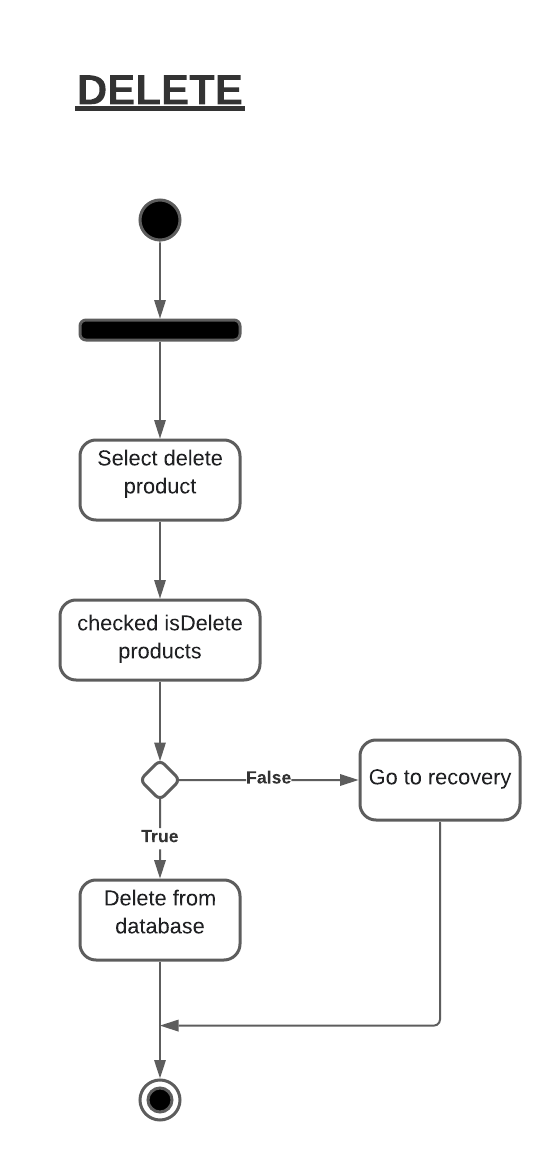 DELETE
Select delete
product
checked isDelete
products
False
Go to recovery
True
Delete from
database